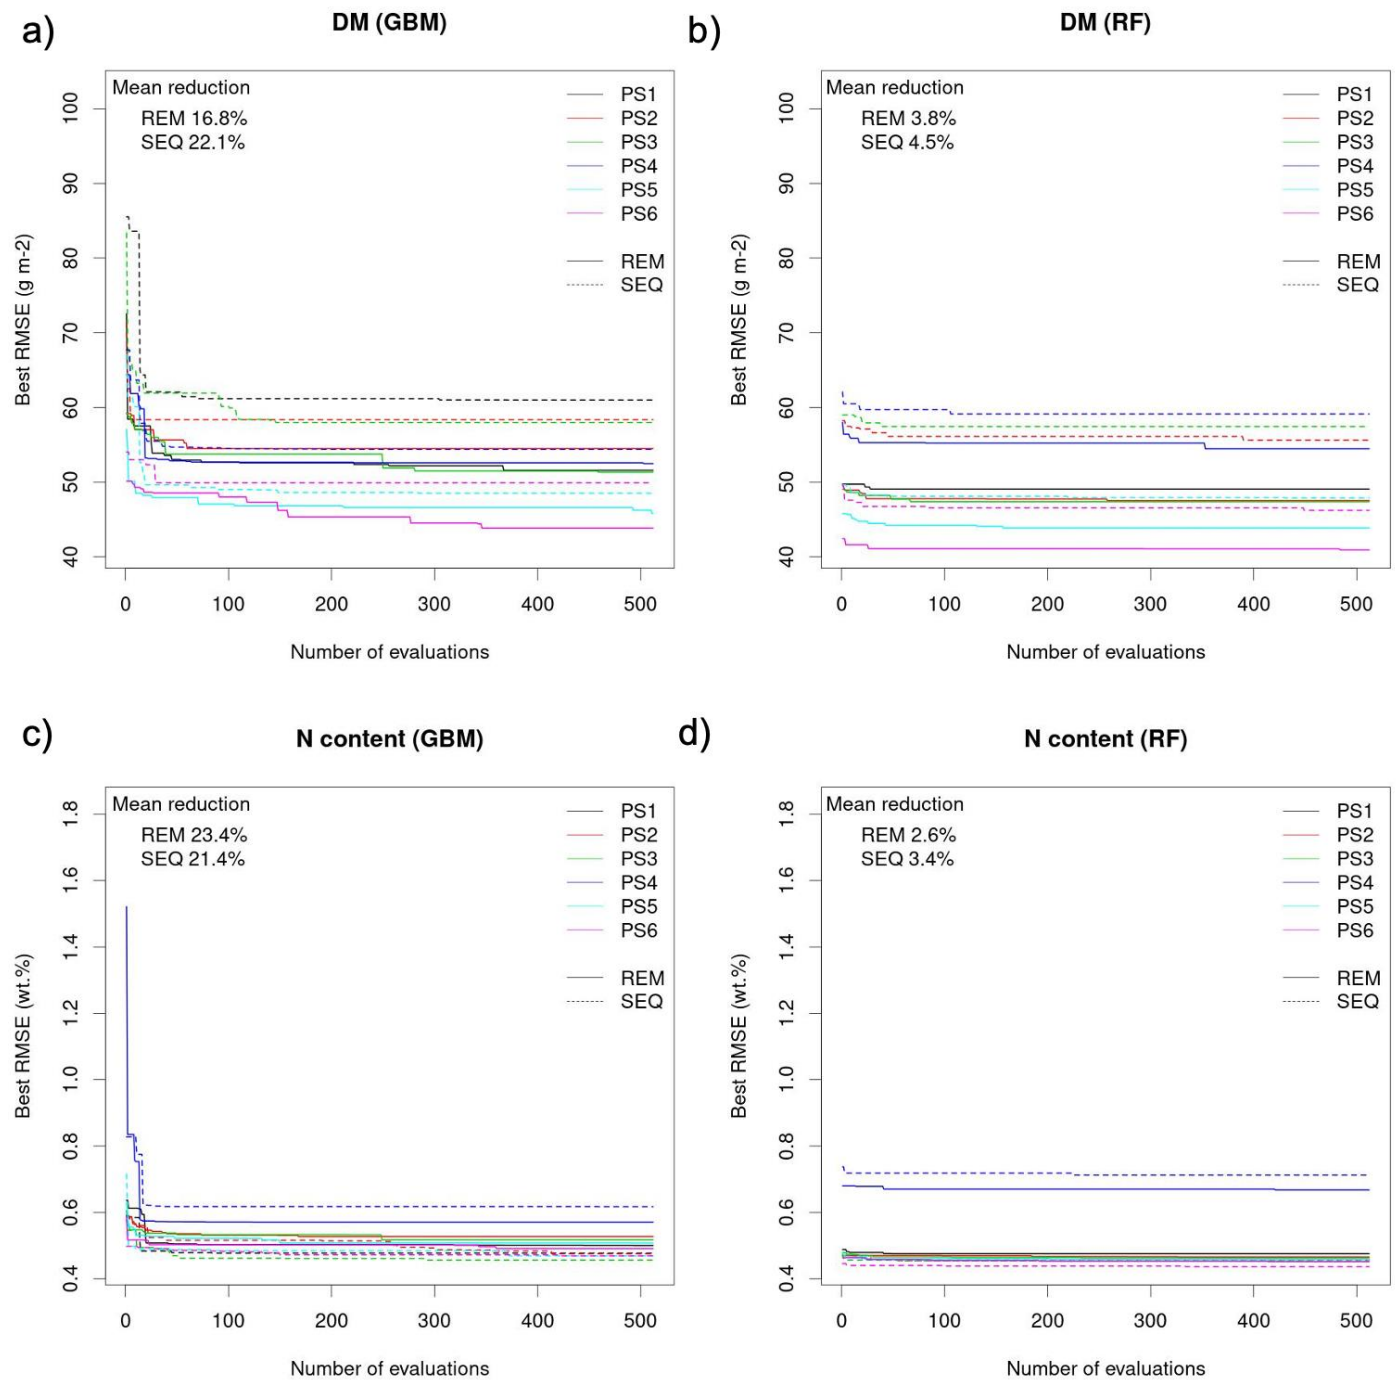 a)
DM (GBM)
Mean reduction
REM 16.8%
SEQ 22.1%
PS1
PS2
PS3
PS4
PS5
PS6
REM
SEQ
Best RMSE (g m-2)
100
90
80
70
60
50
40
0 100 200 300 400 500
Number of evaluations
b)
DM (RF)
Mean reduction
REM 3.8%
SEQ 4.5%
PS1
PS2
PS3
PS4
PS5
PS6
REM
SEQ
Best RMSE (g m-2)
100
90
80
70
60
50
40
0 100 200 300 400 500
Number of evaluations
c)
N content (GBM)
Mean reduction
REM 23.4%
SEQ 21.4%
PS1
PS2
PS3
PS4
PS5
PS6
REM
SEQ
Best RMSE (wt.%)
1.8
1.6
1.4
1.2
1.0
0.8
0.6
0.4
0 100 200 300 400 500
Number of evaluations
d)
N content (RF)
Mean reduction
REM 2.6%
SEQ 3.4%
PS1
PS2
PS3
PS4
PS5
PS6
REM
SEQ
Best RMSE (wt.%)
1.8
1.6
1.4
1.2
1.0
0.8
0.6
0.4
0 100 200 300 400 500
Number of evaluations